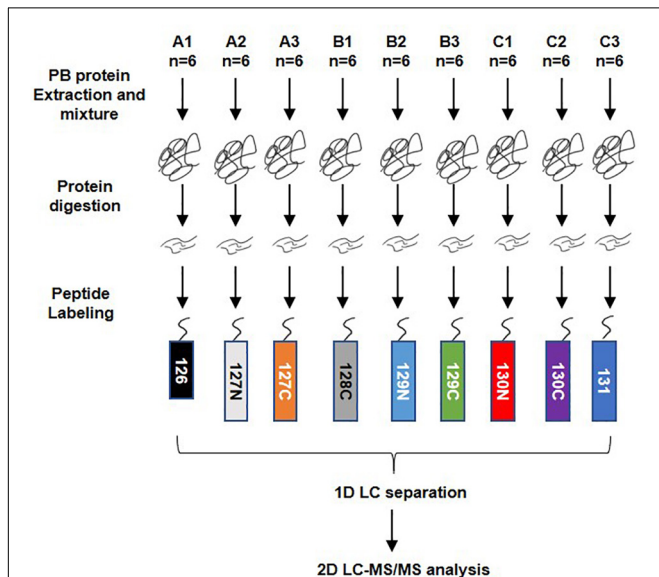 A1 A2 A3 B1 B2 B3 C1 C2 C3
n=6 n=6 n=6 n=6 n=6 n=6 n=6 n=6 n=6
PB protein
Extraction and
mixture
Protein
digestion
Peptide
Labeling
126 127N 127C 128C 129N 129C 130N 130C 131
1D LC separation
2D LC-MS/MS analysis